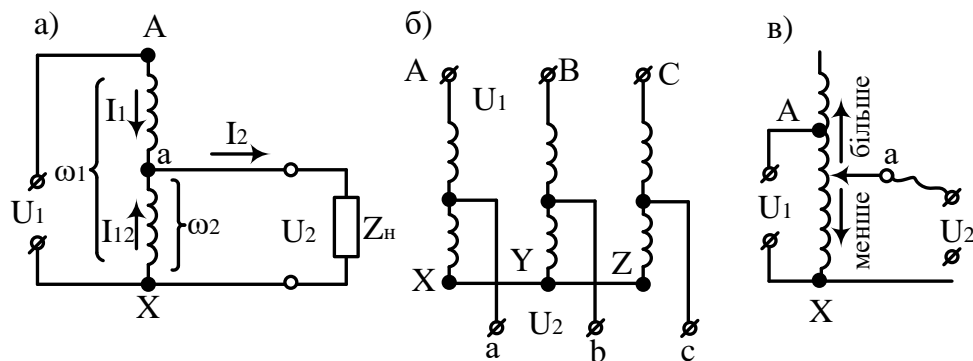 а)
A
I1
ω1
a
I2
U1
I12
ω2
U2
Zн
X
б)
A
B
C
U1
X
Y
Z
U2
a
b
c
в)
A
більше
a
U1
менше
U2
X